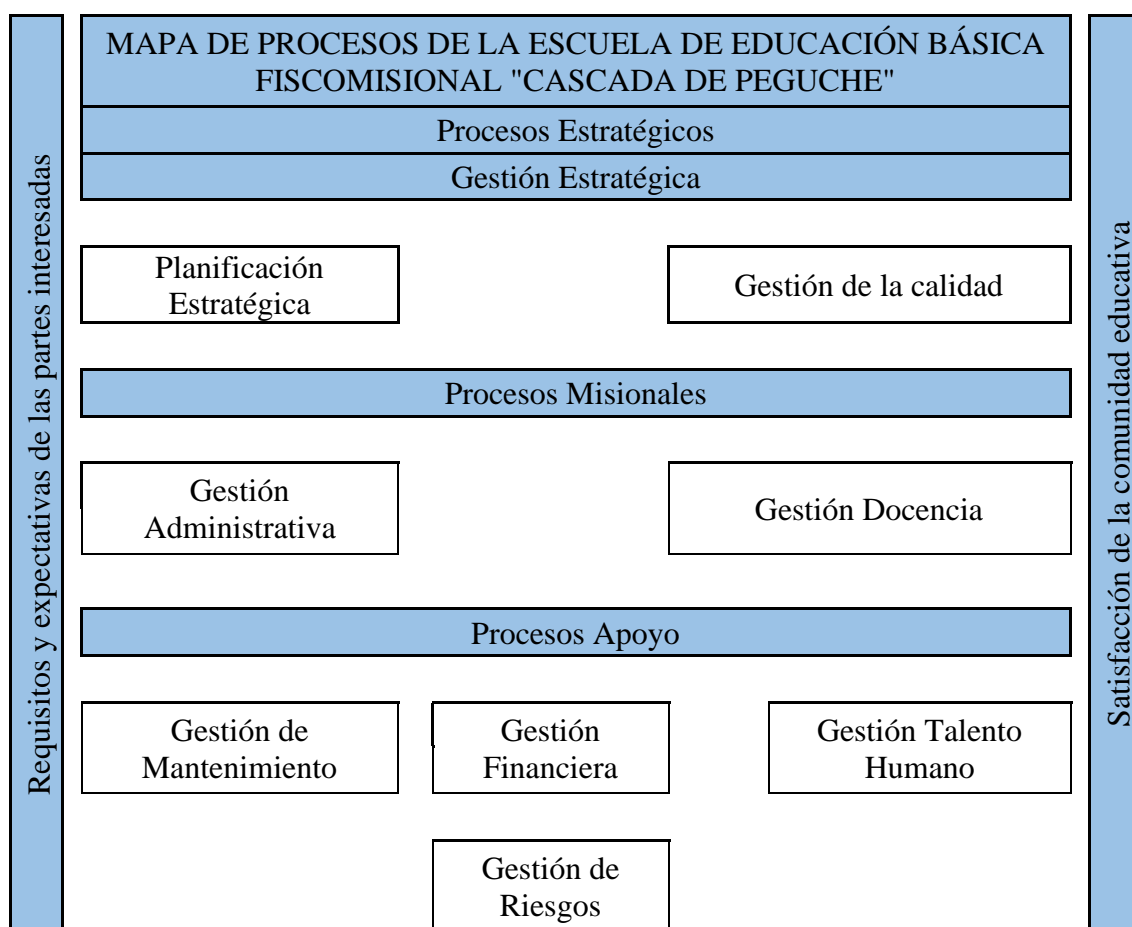 Requisitos y expectativas de las partes interesadas
MAPA DE PROCESOS DE LA ESCUELA DE EDUCACIÓN BÁSICA
FISCOMISIONAL "CASCADA DE PEGUCHE"
Procesos Estratégicos
Gestión Estratégica
Planificación
Estratégica
Gestión de la calidad
Procesos Misionales
Gestión
Administrativa
Gestión Docencia
Procesos Apoyo
Gestión de
Mantenimiento
Gestión
Financiera
Gestión Talento
Humano
Gestión de
Riesgos
Satisfacción de la comunidad educativa